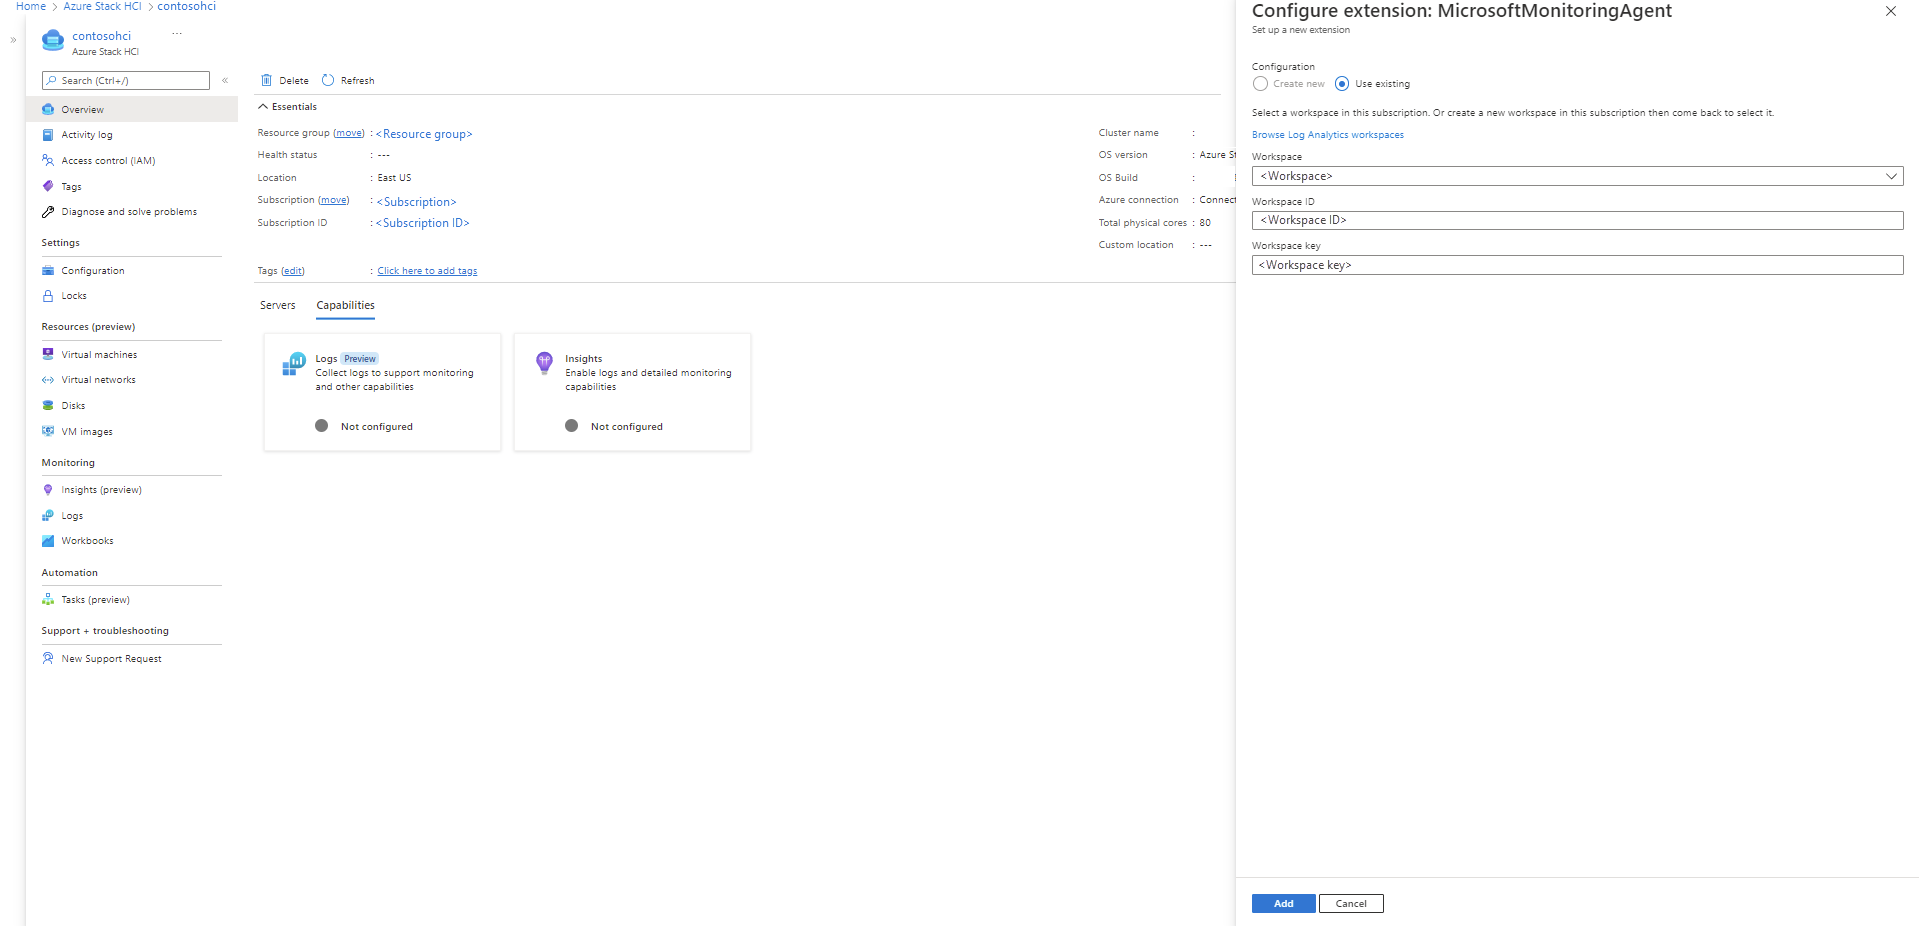 Home > Azure Stack HCI > contosohci
»
contosohci ...
Azure Stack HCI
Search (Ctrl+/) «
Overview
Activity log
Access control (IAM)
Tags
Diagnose and solve problems
Settings
Configuration
Locks
Resources (preview)
Virtual machines
Virtual networks
Disks
VM images
Monitoring
Insights (preview)
Logs
Workbooks
Automation
Tasks (preview)
Support + troubleshooting
New Support Request
Delete Refresh
Essentials
Resource group (move) : <Resource group>
Health status : ---
Location : East US
Subscription (move) : <Subscription>
Subscription ID : <Subscription ID>
Tags (edit) : Click here to add tags
Cluster name :
OS version : Azure
OS Build :
Azure connection : Connect
Total physical cores : 80
Custom location : ---
Servers Capabilities
Logs Preview
Collect logs to support monitoring
and other capabilities
Not configured
Insights
Enable logs and detailed monitoring
capabilities
Not configured
Configure extension: MicrosoftMonitoringAgent
Set up a new extension
Configuration
Create new Use existing
Select a workspace in this subscription. Or create a new workspace in this subscription then come back to select it.
Browse Log Analytics workspaces
Workspace
<Workspace>
Workspace ID
<Workspace ID>
Workspace key
<Workspace key>
Add Cancel